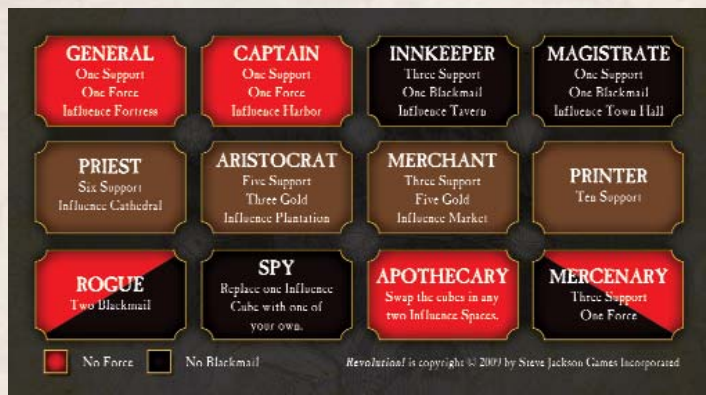 GENERAL
One Support
One Force
Influence Fortress
CAPTAIN
One Support
One Force
Influence Harbor
INNKEEPER
Three Support
One Blackmail
Influence Tavern
MAGISTRATE
One Support
One Blackmail
Influence Town Hall
PRIEST
Six Support
Influence Cathedral
ARISTOCRAT
Five Support
Three Gold
Influence Plantation
MERCHANT
Three Support
Five Gold
Influence Market
PRINTER
Ten Support
ROGUE
Two Blackmail
SPY
Replace one Influence
Cube with one of
your own.
APOTHECARY
Swap the cubes in any
two Influence Spaces.
MERCENARY
Three Support
One Force
No Force
No Blackmail
Revolution! is copyright © 2009 by Steve Jackson Games Incorporated